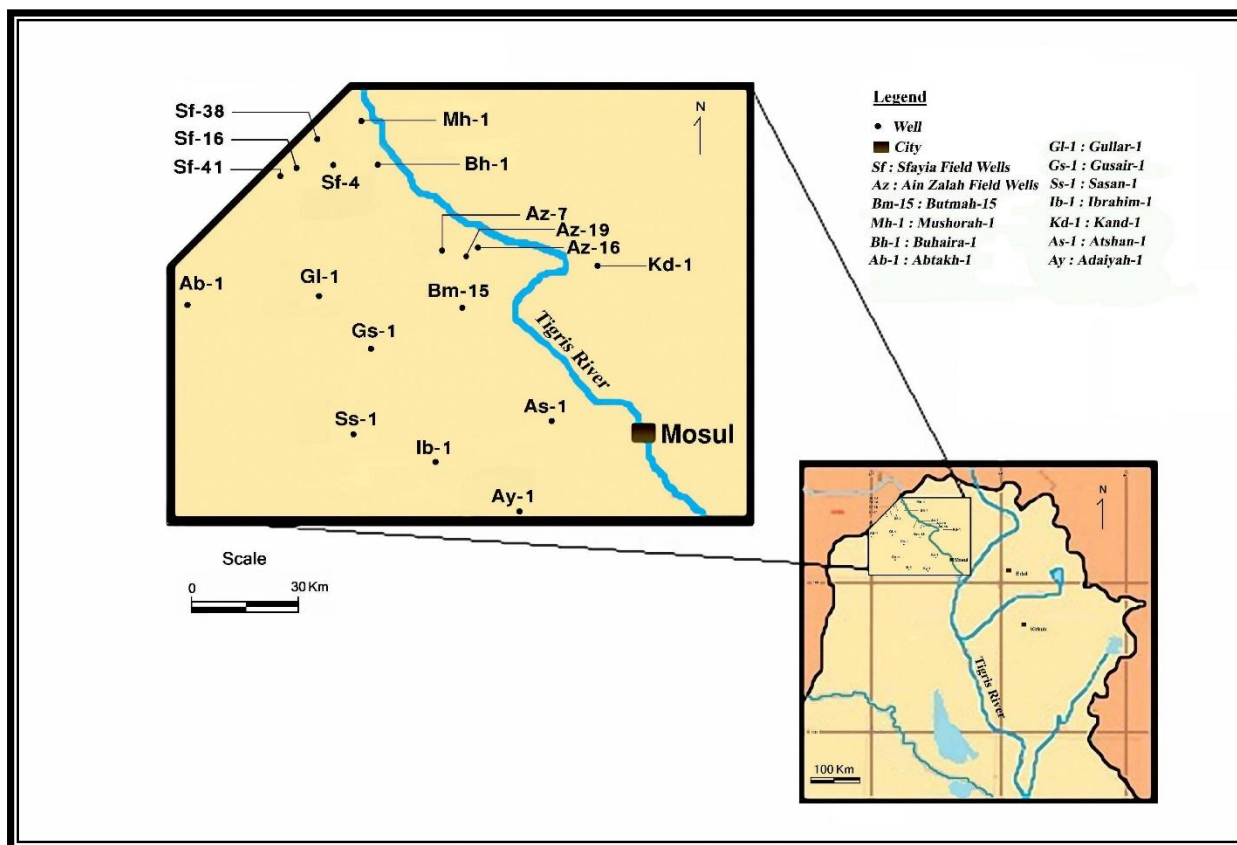 Sf-38
Sf-16
Sf-41
Sf-4
Mh-1
Bh-1
N
Az-7
Az-19
Az-16
Kd-1
Ab-1
Gl-1
Bm-15
Gs-1
Tigris River
Ss-1
As-1
Ib-1
Mosul
Ay-1
Scale
0 30 Km
Legend
Well
City
Sf : Sfayia Field Wells
Az : Ain Zalah Field Wells
Bm-15 : Butmah-15
Mh-1 : Mushorah-1
Bh-1 : Buhaira-1
Ab-1 : Abtakh-1
Gl-1 : Gullar-1
Gs-1 : Gusair-1
Ss-1 : Sasan-1
Ib-1 : Ibrahim-1
Kd-1 : Kand-1
As-1 : Atshan-1
Ay : Adaiyah-1
N
Tigris River
100 Km